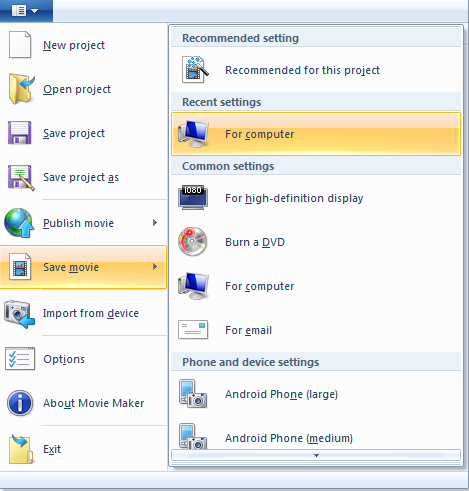 New project
Open project
Save project
Save project as
Publish movie
Save movie
Import from device
Options
About Movie Maker
Exit
Recommended setting
Recommended for this project
Recent settings
For computer
Common settings
1080
For high-definition display
Burn a DVD
For computer
For email
Phone and device settings
Android Phone (large)
Android Phone (medium)